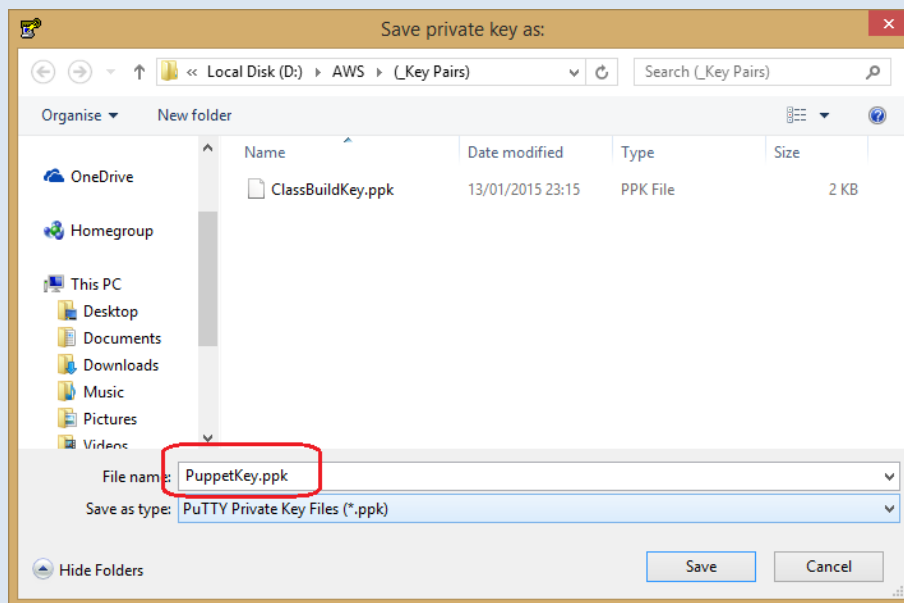 Save private key as:
« Local Disk (D:) AWS (_Key Pairs) Search (_Key Pairs)
Organise New folder
Name Date modified Type Size
OneDrive
ClassBuildKey.ppk 13/01/2015 23:15 PPK File 2 KB
Homegroup
This PC
Desktop
Documents
Downloads
Music
Pictures
Videos
File name: PuppetKey.ppk
Save as type: PuTTY Private Key Files (*.ppk)
Hide Folders Save Cancel